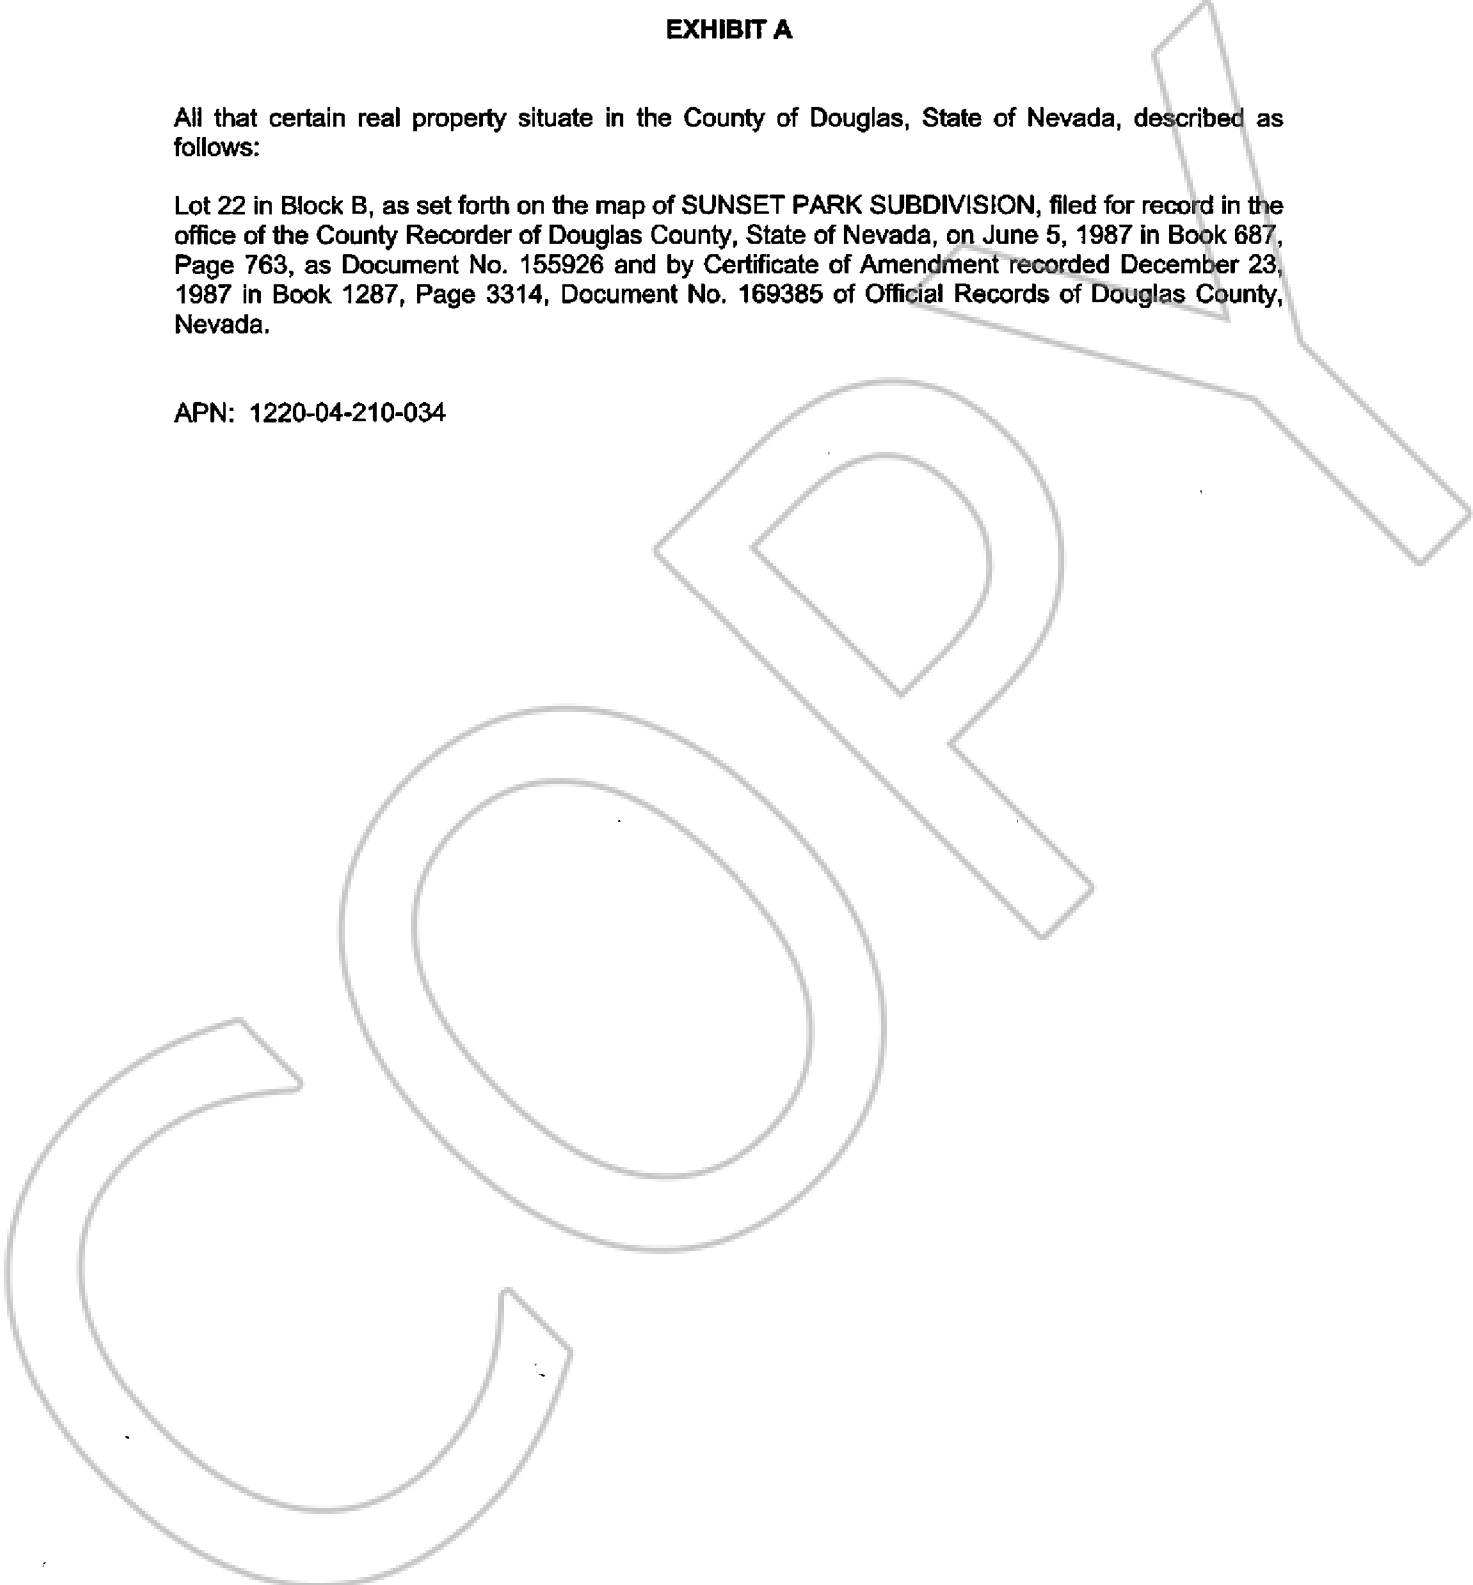 EXHIBIT A
All that certain real property situate in the County of Douglas, State of Nevada, described as
follows:
Lot 22 in Block B, as set forth on the map of SUNSET PARK SUBDIVISION, filed for record in the
office of the County Recorder of Douglas County, State of Nevada, on June 5, 1987 in Book 687,
Page 763, as Document No. 155926 and by Certificate of Amendment recorded December 23,
1987 in Book 1287, Page 3314, Document No. 169385 of Official Records of Douglas County,
Nevada.
APN: 1220-04-210-034
COPY